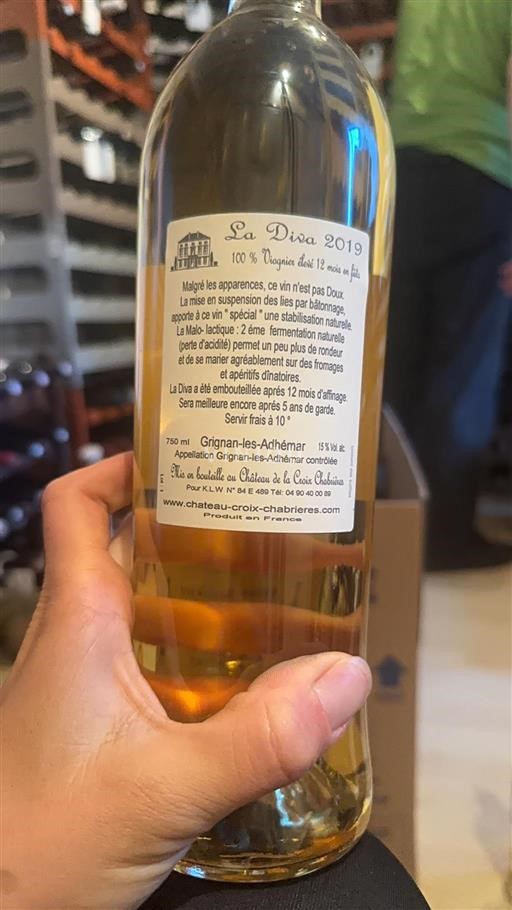 La Diva 2019
100 % Viognier élevé 12 mois en fûts
Malgré les apparences, ce vin n'est pas Doux.
La mise en suspension des lies par bâtonnage,
apporte à ce vin " spécial " une stabilisation naturelle.
La Malo- lactique : 2 éme fermentation naturelle
(perte d'acidité) permet un peu plus de rondeur
et de se marier agréablement sur des fromages
et apéritifs dînatoires.
La Diva a été embouteillée aprés 12 mois d'affinage.
Sera meilleure encore aprés 5 ans de garde.
Servir frais à 10 °
750 ml Grignan-les-Adhémar 15 % Vol. alc.
Appellation Grignan-les-Adhémar contrôlée
Mis en bouteille au Château de la Croix Chabrières
Pour K.L.W N° 84 E 489 Tél: 04 90 40 00 89
www.chateau-croix-chabrieres.com
Produit en France